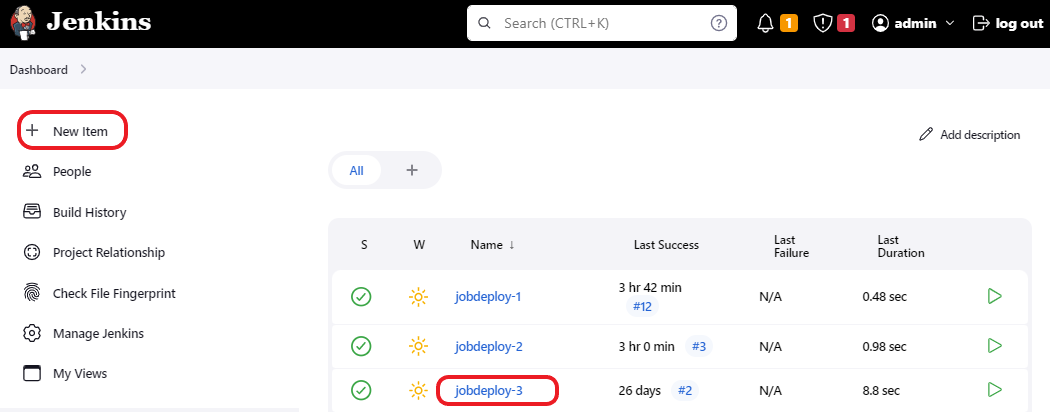 Jenkins
Search (CTRL+K)
?
1
1
admin
log out
Dashboard
New Item
People
Build History
Project Relationship
Check File Fingerprint
Manage Jenkins
My Views
Add description
All +
S W Name ↓ Last Success Last Failure Last Duration
jobdeploy-1 3 hr 42 min #12 N/A 0.48 sec
jobdeploy-2 3 hr 0 min #3 N/A 0.98 sec
jobdeploy-3 26 days #2 N/A 8.8 sec